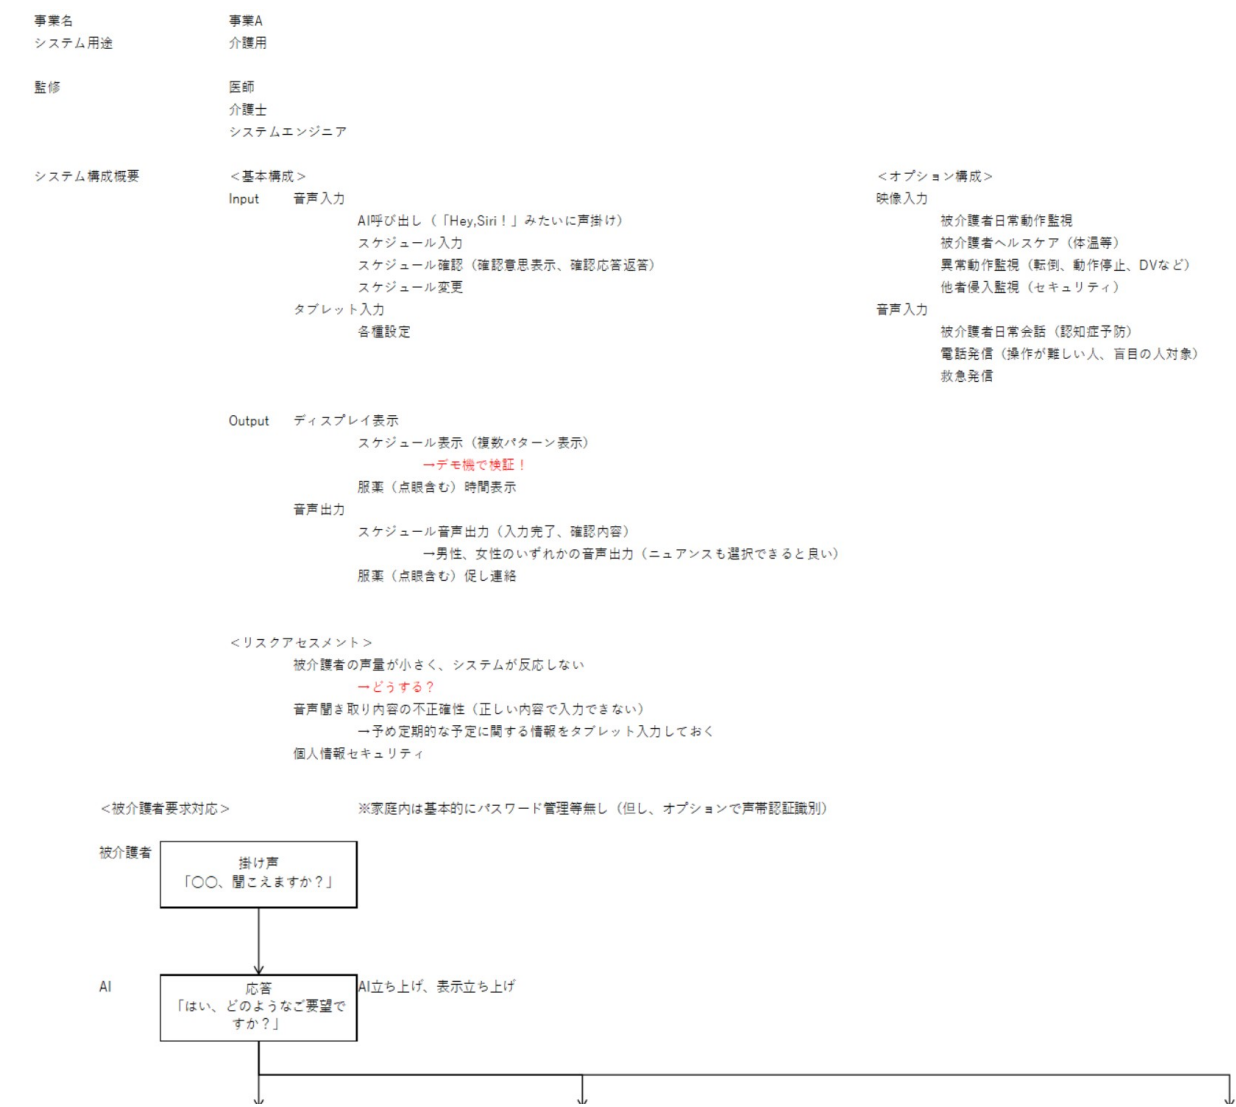 事業名 事業A
システム用途 介護用
監修 医師
介護士
システムエンジニア
システム構成概要 ＜基本構成＞ ＜オプション構成＞
Input 音声入力 映像入力
AI呼び出し（「Hey,Siri！」みたいに声掛け） 被介護者日常動作監視
スケジュール入力 被介護者ヘルスケア（体温等）
スケジュール確認（確認意思表示、確認応答返答） 異常動作監視（転倒、動作停止、DVなど）
スケジュール変更 他者侵入監視（セキュリティ）
タブレット入力 音声入力
各種設定 被介護者日常会話（認知症予防）
電話発信（操作が難しい人、盲目の人対象）
救急発信
Output ディスプレイ表示
スケジュール表示（複数パターン表示）
→デモ機で検証！
服薬（点眼含む）時間表示
音声出力
スケジュール音声出力（入力完了、確認内容）
→男性、女性のいずれかの音声出力（ニュアンスも選択できると良い）
服薬（点眼含む）促し連絡
＜リスクアセスメント＞
被介護者の声量が小さく、システムが反応しない
→どうする？
音声聞き取り内容の不正確性（正しい内容で入力できない）
→予め定期的な予定に関する情報をタブレット入力しておく
個人情報セキュリティ
＜被介護者要求対応＞ ※家庭内は基本的にパスワード管理等無し（但し、オプションで声帯認証識別）
被介護者 掛け声
「〇〇、聞こえますか？」
AI 応答 AI立ち上げ、表示立ち上げ
「はい、どのようなご要望で
すか？」